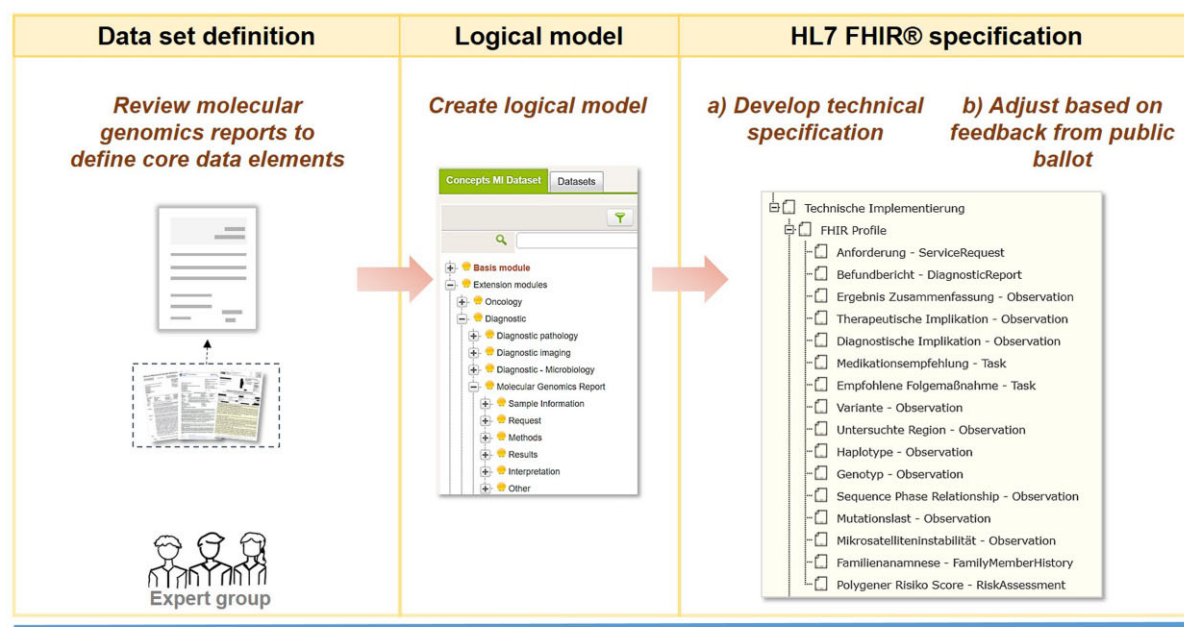 Data set definition
Logical model
HL7 FHIR® specification
Review molecular
genomics reports to
define core data elements
Expert group
Create logical model
Concepts MI Dataset
Datasets
Basis module
Extension modules
Oncology
Diagnostic
Diagnostic pathology
Diagnostic imaging
Diagnostic - Microbiology
Molecular Genomics Report
Sample Information
Request
Methods
Results
Interpretation
Other
a) Develop technical
specification
b) Adjust based on
feedback from public
ballot
Technische Implementierung
FHIR Profile
Anforderung - ServiceRequest
Befundbericht - DiagnosticReport
Ergebnis Zusammenfassung - Observation
Therapeutische Implikation - Observation
Diagnostische Implikation - Observation
Medikationsempfehlung - Task
Empfohlene Folgemaßnahme - Task
Variante - Observation
Untersuchte Region - Observation
Haplotype - Observation
Genotyp - Observation
Sequence Phase Relationship - Observation
Mutationslast - Observation
Mikrosatelliteninstabilität - Observation
Familienanamnese - FamilyMemberHistory
Polygener Risiko Score - RiskAssessment